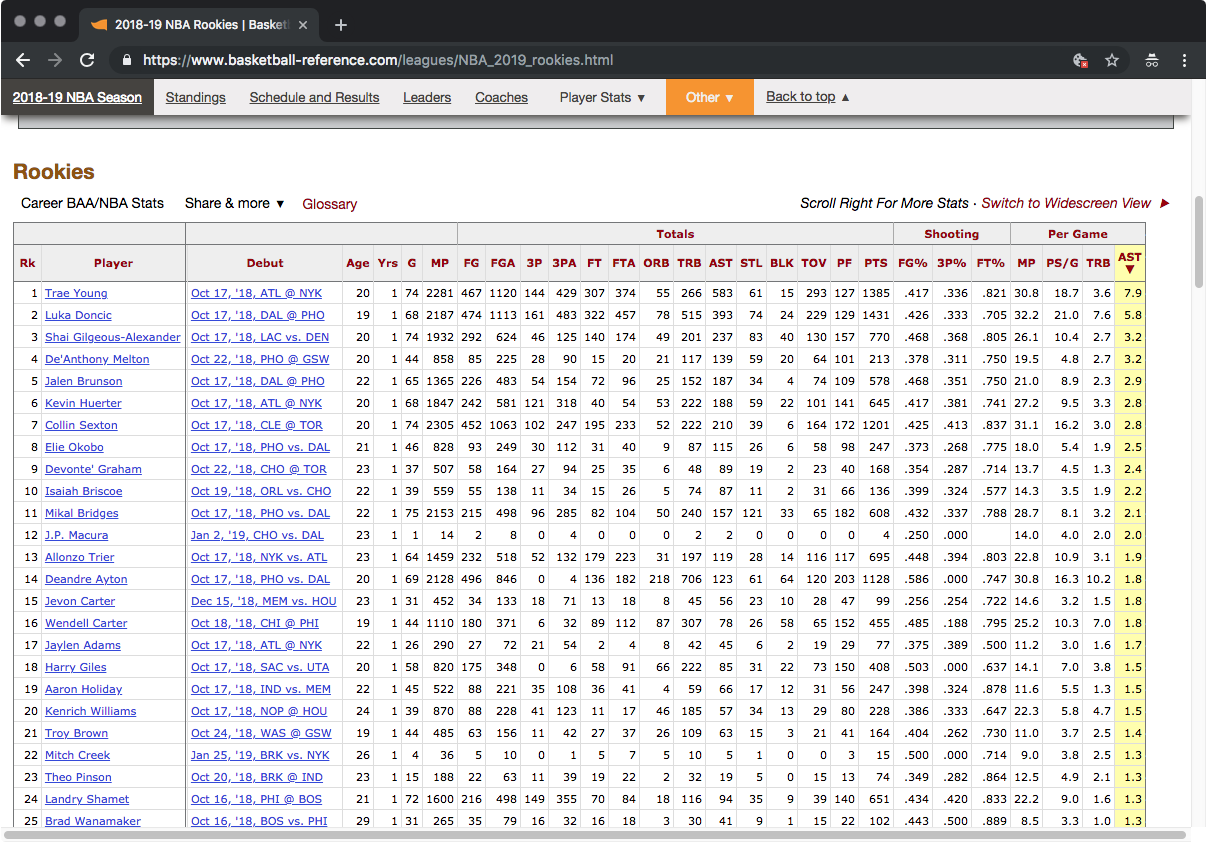 2018-19 NBA Rookies | Basket
https://www.basketball-reference.com/leagues/NBA_2019_rookies.html
2018-19 NBA Season Standings Schedule and Results Leaders Coaches Player Stats ▼ Other ▼ Back to top ▲
Rookies
Career BAA/NBA Stats Share & more ▼ Glossary Scroll Right For More Stats · Switch to Widescreen View ▶
Totals Shooting Per Game
Rk Player Debut Age Yrs G MP FG FGA 3P 3PA FT FTA ORB TRB AST STL BLK TOV PF PTS FG% 3P% FT% MP PS/G TRB AST ▼
1 Trae Young Oct 17, '18, ATL @ NYK 20 1 74 2281 467 1120 144 429 307 374 55 266 583 61 15 293 127 1385 .417 .336 .821 30.8 18.7 3.6 7.9
2 Luka Doncic Oct 17, '18, DAL @ PHO 19 1 68 2187 474 1113 161 483 322 457 78 515 393 74 24 229 129 1431 .426 .333 .705 32.2 21.0 7.6 5.8
3 Shai Gilgeous-Alexander Oct 17, '18, LAC vs. DEN 20 1 74 1932 292 624 46 125 140 174 49 201 237 83 40 130 157 770 .468 .368 .805 26.1 10.4 2.7 3.2
4 De'Anthony Melton Oct 22, '18, PHO @ GSW 20 1 44 858 85 225 28 90 15 20 21 117 139 59 20 64 101 213 .378 .311 .750 19.5 4.8 2.7 3.2
5 Jalen Brunson Oct 17, '18, DAL @ PHO 22 1 65 1365 226 483 54 154 72 96 25 152 187 34 4 74 109 578 .468 .351 .750 21.0 8.9 2.3 2.9
6 Kevin Huerter Oct 17, '18, ATL @ NYK 20 1 68 1847 242 581 121 318 40 54 53 222 188 59 22 101 141 645 .417 .381 .741 27.2 9.5 3.3 2.8
7 Collin Sexton Oct 17, '18, CLE @ TOR 20 1 74 2305 452 1063 102 247 195 233 52 222 210 39 6 164 172 1201 .425 .413 .837 31.1 16.2 3.0 2.8
8 Elie Okobo Oct 17, '18, PHO vs. DAL 21 1 46 828 93 249 30 112 31 40 9 87 115 26 6 58 98 247 .373 .268 .775 18.0 5.4 1.9 2.5
9 Devonte' Graham Oct 22, '18, CHO @ TOR 23 1 37 507 58 164 27 94 25 35 6 48 89 19 2 23 40 168 .354 .287 .714 13.7 4.5 1.3 2.4
10 Isaiah Briscoe Oct 19, '18, ORL vs. CHO 22 1 39 559 55 138 11 34 15 26 5 74 87 11 2 31 66 136 .399 .324 .577 14.3 3.5 1.9 2.2
11 Mikal Bridges Oct 17, '18, PHO vs. DAL 22 1 75 2153 215 498 96 285 82 104 50 240 157 121 33 65 182 608 .432 .337 .788 28.7 8.1 3.2 2.1
12 J.P. Macura Jan 2, '19, CHO vs. DAL 23 1 1 14 2 8 0 4 0 0 0 2 2 0 0 0 0 4 .250 .000 14.0 4.0 2.0 2.0
13 Allonzo Trier Oct 17, '18, NYK vs. ATL 23 1 64 1459 232 518 52 132 179 223 31 197 119 28 14 116 117 695 .448 .394 .803 22.8 10.9 3.1 1.9
14 Deandre Ayton Oct 17, '18, PHO vs. DAL 20 1 69 2128 496 846 0 4 136 182 218 706 123 61 64 120 203 1128 .586 .000 .747 30.8 16.3 10.2 1.8
15 Jevon Carter Dec 15, '18, MEM vs. HOU 23 1 31 452 34 133 18 71 13 18 8 45 56 23 10 28 47 99 .256 .254 .722 14.6 3.2 1.5 1.8
16 Wendell Carter Oct 18, '18, CHI @ PHI 19 1 44 1110 180 371 6 32 89 112 87 307 78 26 58 65 152 455 .485 .188 .795 25.2 10.3 7.0 1.8
17 Jaylen Adams Oct 17, '18, ATL @ NYK 22 1 26 290 27 72 21 54 2 4 8 42 45 6 2 19 29 77 .375 .389 .500 11.2 3.0 1.6 1.7
18 Harry Giles Oct 17, '18, SAC vs. UTA 20 1 58 820 175 348 0 6 58 91 66 222 85 31 22 73 150 408 .503 .000 .637 14.1 7.0 3.8 1.5
19 Aaron Holiday Oct 17, '18, IND vs. MEM 22 1 45 522 88 221 35 108 36 41 4 59 66 17 12 31 56 247 .398 .324 .878 11.6 5.5 1.3 1.5
20 Kenrich Williams Oct 17, '18, NOP @ HOU 24 1 39 870 88 228 41 123 11 17 46 185 57 34 13 29 80 228 .386 .333 .647 22.3 5.8 4.7 1.5
21 Troy Brown Oct 24, '18, WAS @ GSW 19 1 44 485 63 156 11 42 27 37 26 109 63 15 3 21 41 164 .404 .262 .730 11.0 3.7 2.5 1.4
22 Mitch Creek Jan 25, '19, BRK vs. NYK 26 1 4 36 5 10 0 1 5 7 5 10 5 1 0 0 3 15 .500 .000 .714 9.0 3.8 2.5 1.3
23 Theo Pinson Oct 20, '18, BRK @ IND 23 1 15 188 22 63 11 39 19 22 2 32 19 5 0 15 13 74 .349 .282 .864 12.5 4.9 2.1 1.3
24 Landry Shamet Oct 16, '18, PHI @ BOS 21 1 72 1600 216 498 149 355 70 84 18 116 94 35 9 39 140 651 .434 .420 .833 22.2 9.0 1.6 1.3
25 Brad Wanamaker Oct 16, '18, BOS vs. PHI 29 1 31 265 35 79 16 32 16 18 3 30 41 9 1 15 22 102 .443 .500 .889 8.5 3.3 1.0 1.3